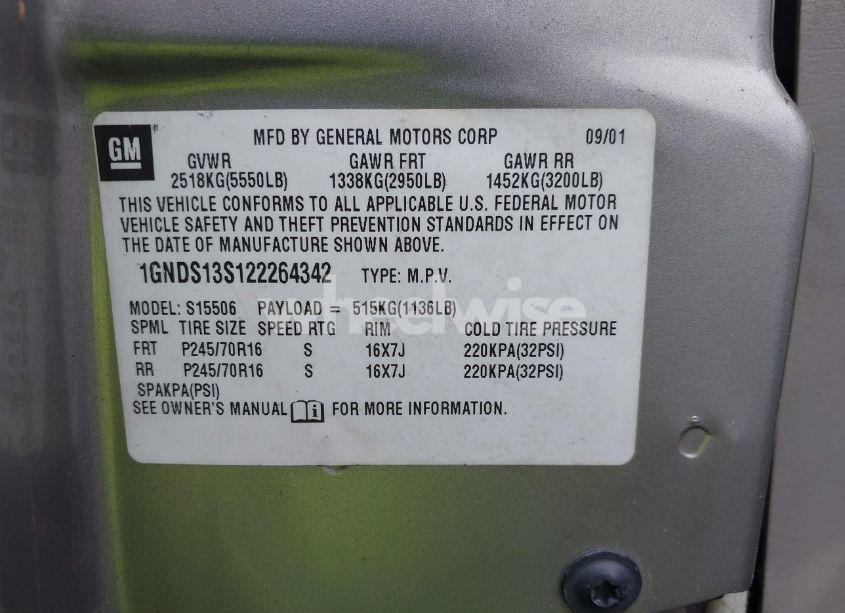 GM
MFD BY GENERAL MOTORS CORP 09/01
GVWR GAWR FRT GAWR RR
2518KG(5550LB) 1338KG(2950LB) 1452KG(3200LB)
THIS VEHICLE CONFORMS TO ALL APPLICABLE U.S. FEDERAL MOTOR
VEHICLE SAFETY AND THEFT PREVENTION STANDARDS IN EFFECT ON
THE DATE OF MANUFACTURE SHOWN ABOVE.
1GNDS13S122264342 TYPE: M.P.V.
wheelwise
MODEL: S15506 PAYLOAD = 515KG(1136LB)
SPML TIRE SIZE SPEED RTG RIM COLD TIRE PRESSURE
FRT P245/70R16 S 16X7J 220KPA(32PSI)
RR P245/70R16 S 16X7J 220KPA(32PSI)
SPAKPA(PSI)
SEE OWNER'S MANUAL i FOR MORE INFORMATION.